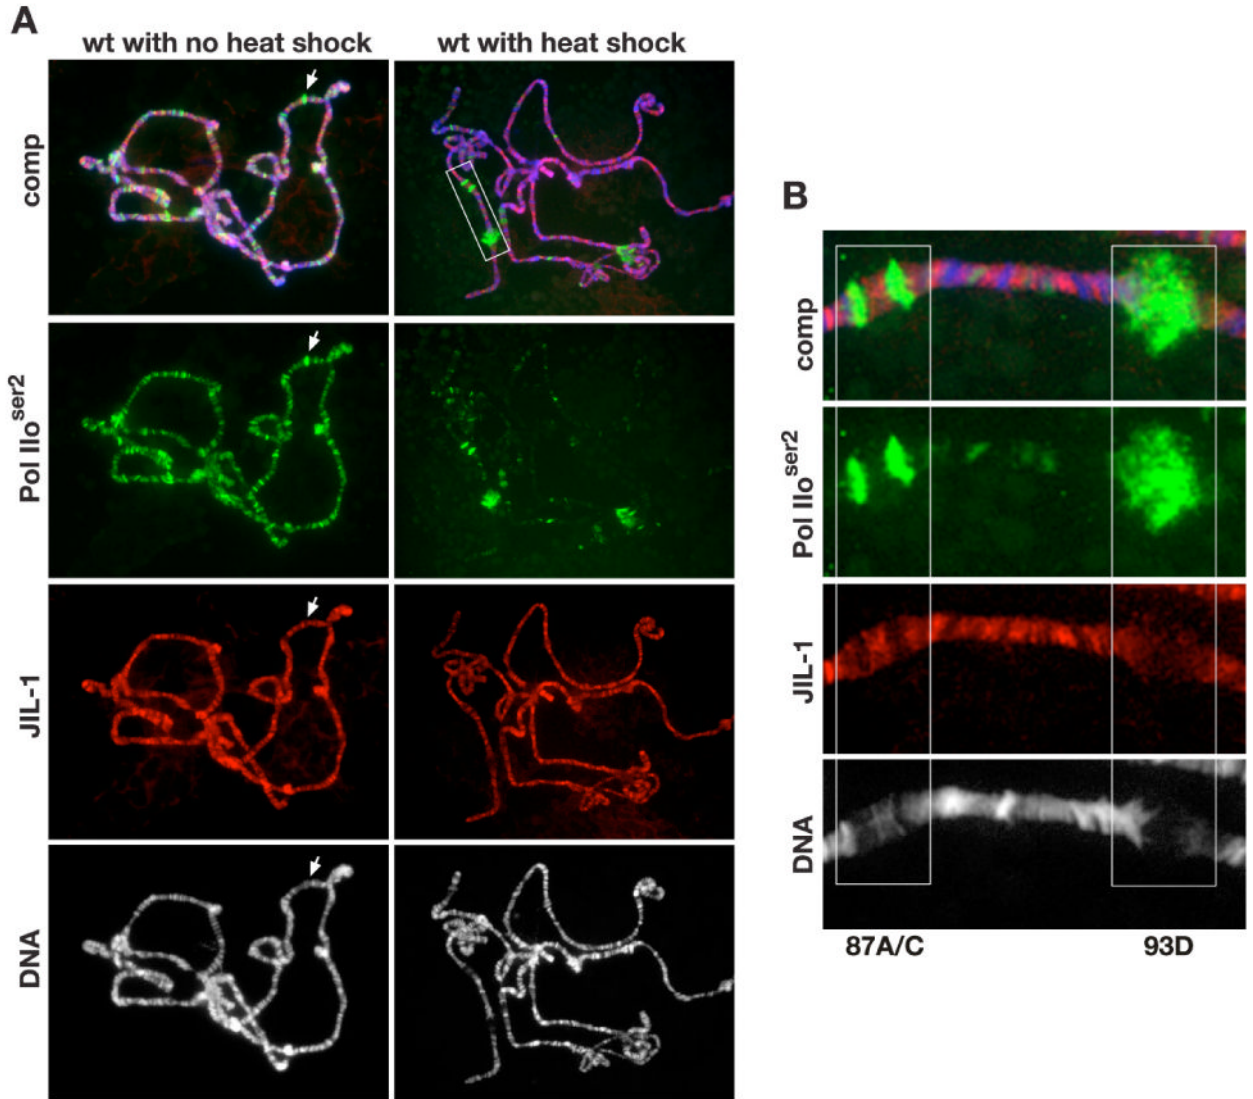 A
wt with no heat shock
wt with heat shock
comp
Pol IIo ser2
JIL-1
DNA
B
comp
Pol IIo ser2
JIL-1
DNA
87A/C
93D